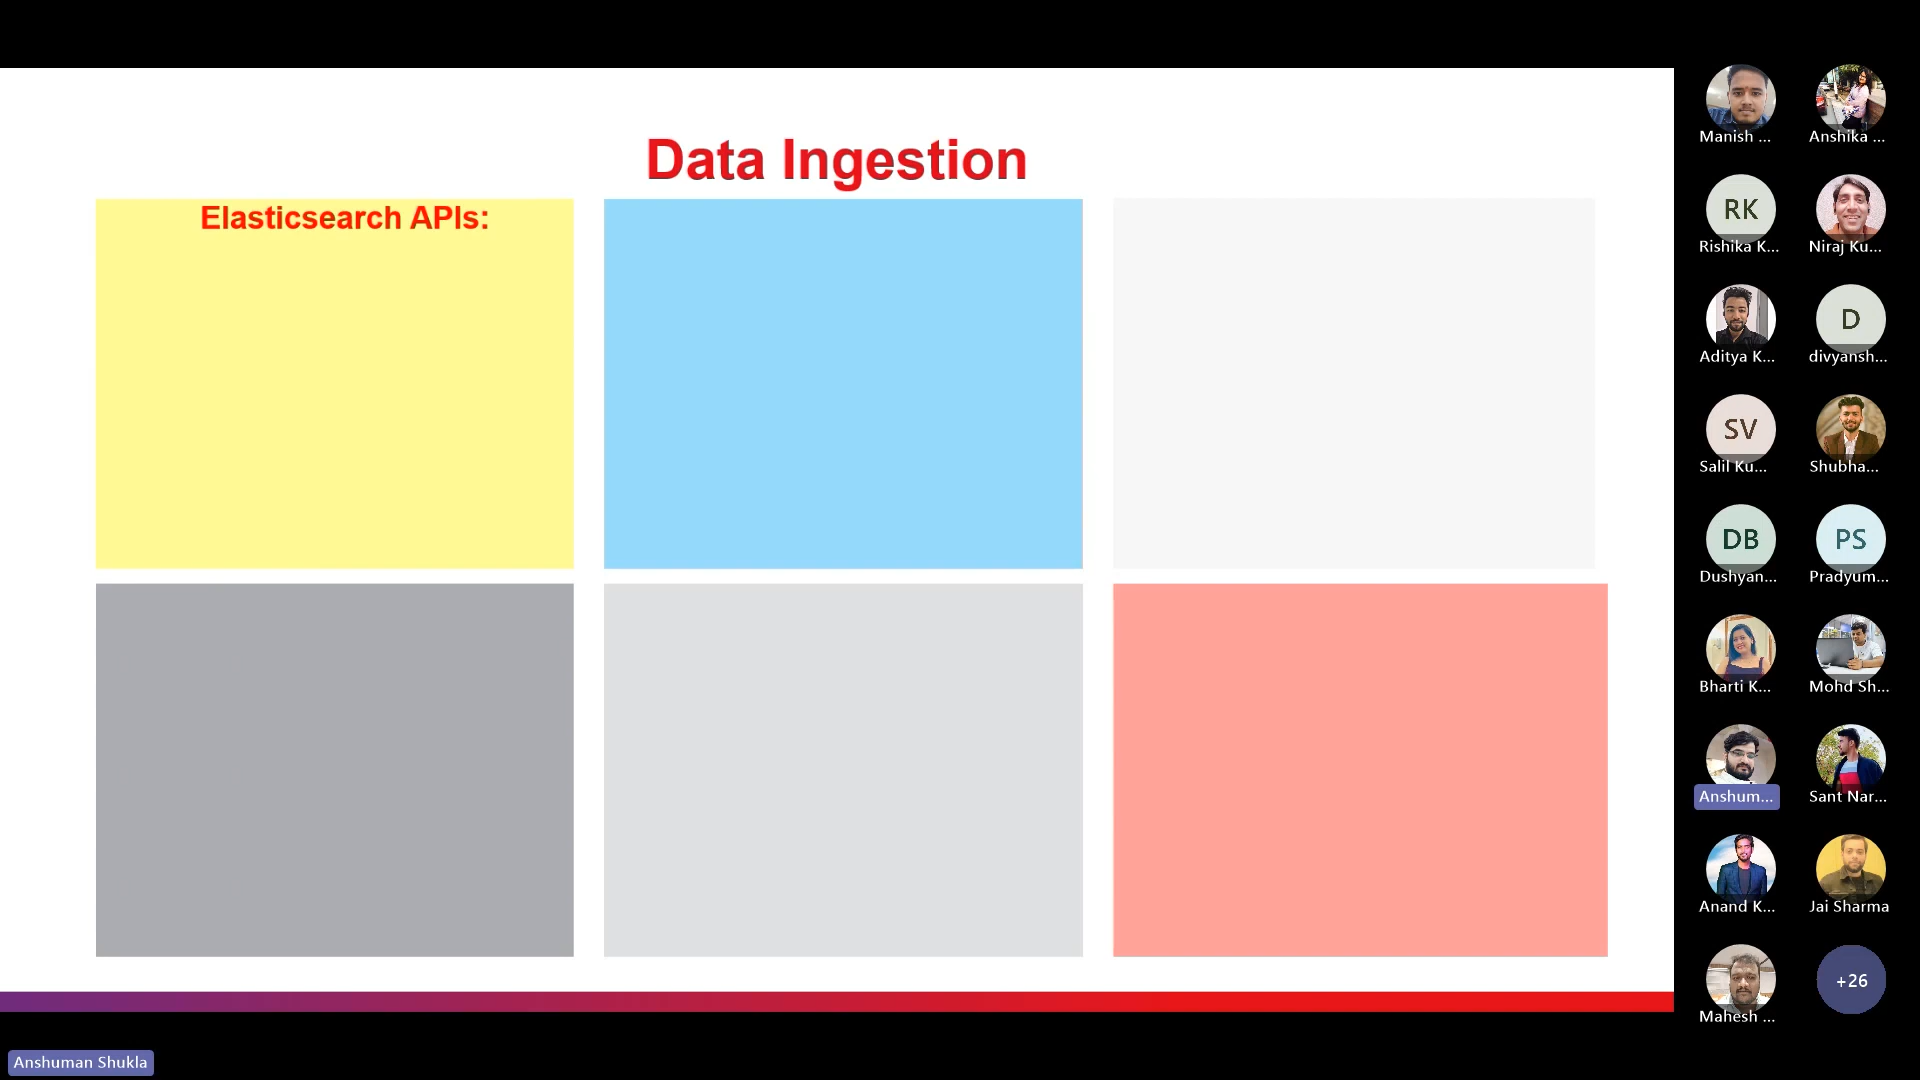 Data Ingestion
Elasticsearch APIs:
Manish ...
Anshika ...
RK
Rishika K...
Niraj Ku...
Aditya K...
D
divyansh...
SV
Salil Ku...
Shubha...
DB
Dushyan...
PS
Pradyum...
Bharti K...
Mohd Sh...
Anshum...
Sant Nar...
Anand K...
Jai Sharma
Mahesh ...
+26
Anshuman Shukla